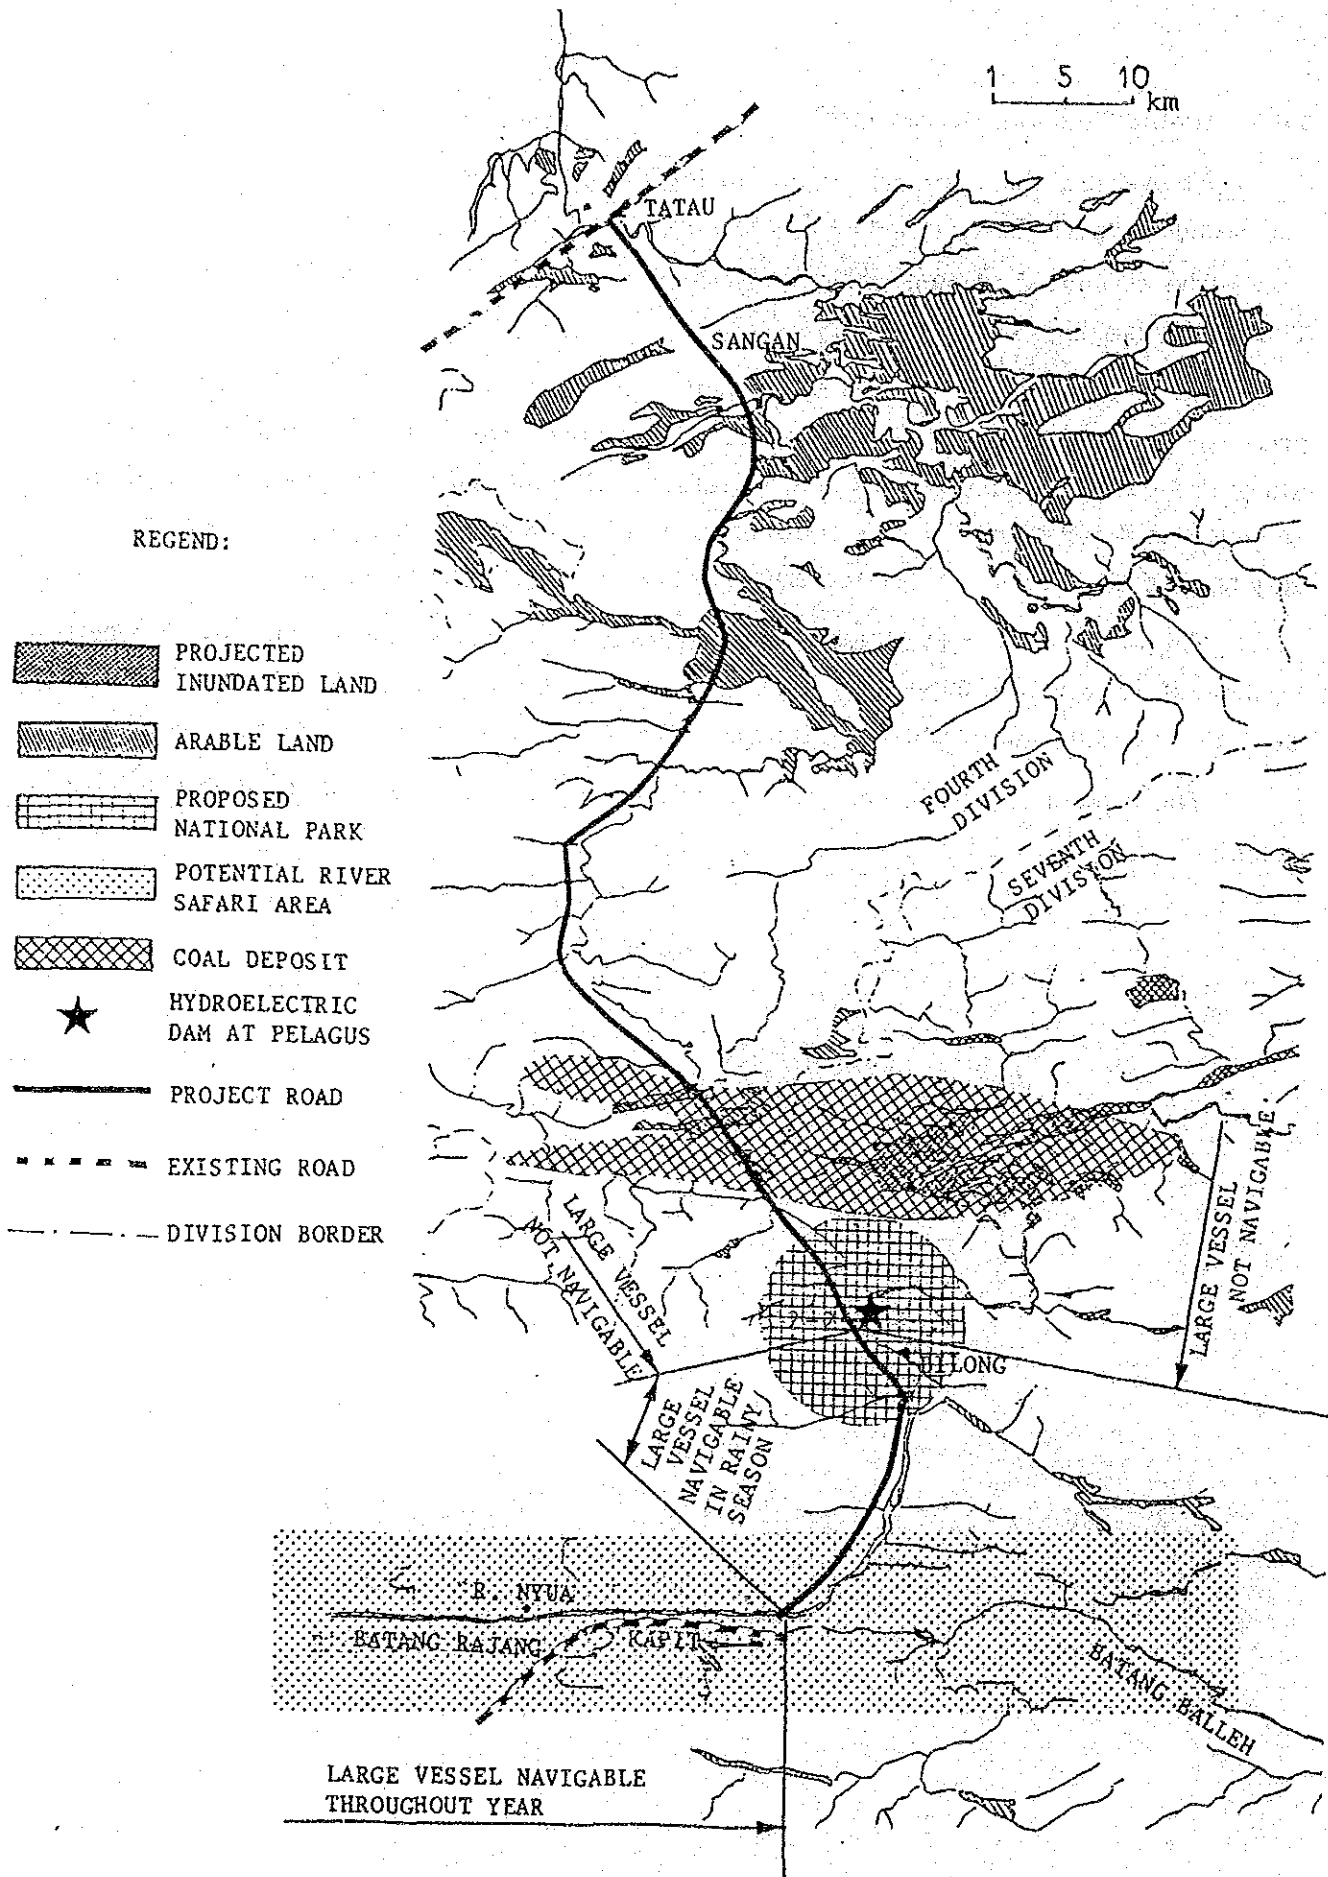 1 5 10
km
TATAU
SANGAN
REGEND:
PROJECTED
INUNDATED LAND
ARABLE LAND
PROPOSED
NATIONAL PARK
POTENTIAL RIVER
SAFARI AREA
COAL DEPOSIT
HYDROELECTRIC
DAM AT PELAGUS
PROJECT ROAD
EXISTING ROAD
DIVISION BORDER
FOURTH
DIVISION
SEVENTH
DIVISION
LARGE VESSEL
NOT NAVIGABLE
LARGE VESSEL
NOT NAVIGABLE
LARGE
VESSEL
NAVIGABLE
IN RAINY
SEASON
R. NYUA
BATANG RAJANG
KAPIT
BATANG BALLEH
LARGE VESSEL NAVIGABLE
THROUGHOUT YEAR